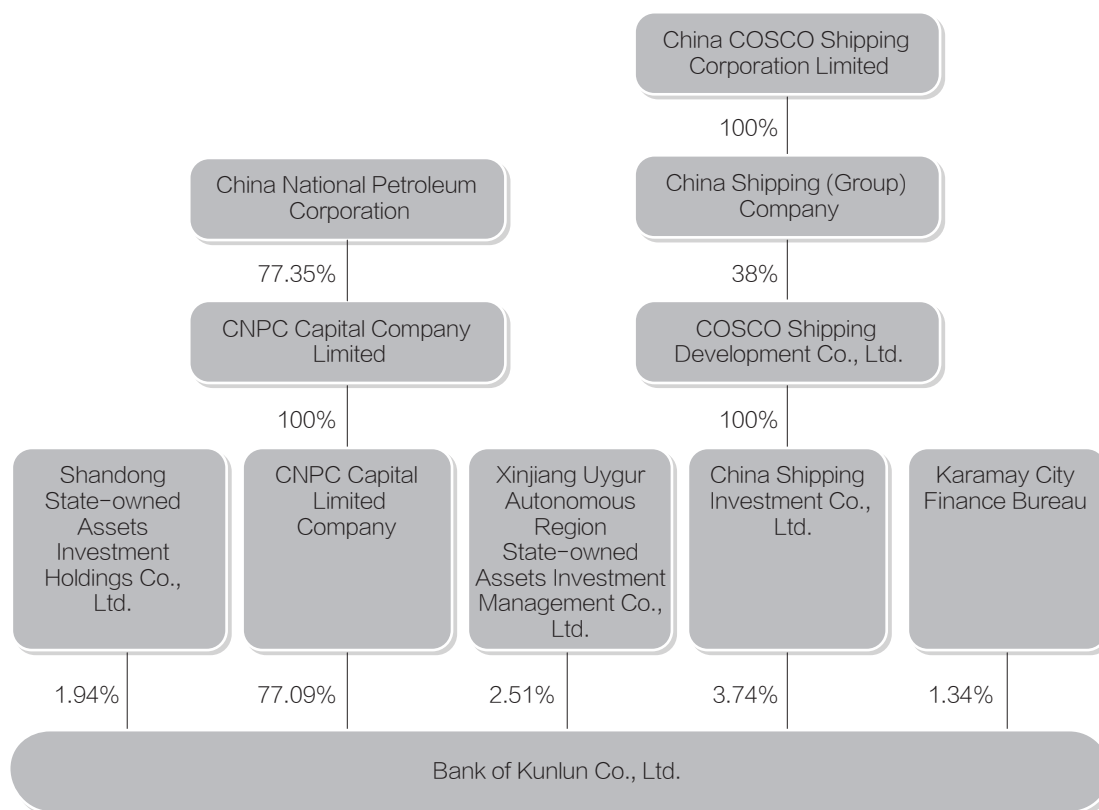 China COSCO Shipping
Corporation Limited
100%
China National Petroleum
Corporation
China Shipping (Group)
Company
77.35%
38%
CNPC Capital Company
Limited
COSCO Shipping
Development Co., Ltd.
100%
100%
Shandong
State-owned
Assets
Investment
Holdings Co.,
Ltd.
CNPC Capital
Limited
Company
Xinjiang Uygur
Autonomous
Region
State-owned
Assets Investment
Management Co.,
Ltd.
China Shipping
Investment Co.,
Ltd.
Karamay City
Finance Bureau
1.94%
77.09%
2.51%
3.74%
1.34%
Bank of Kunlun Co., Ltd.